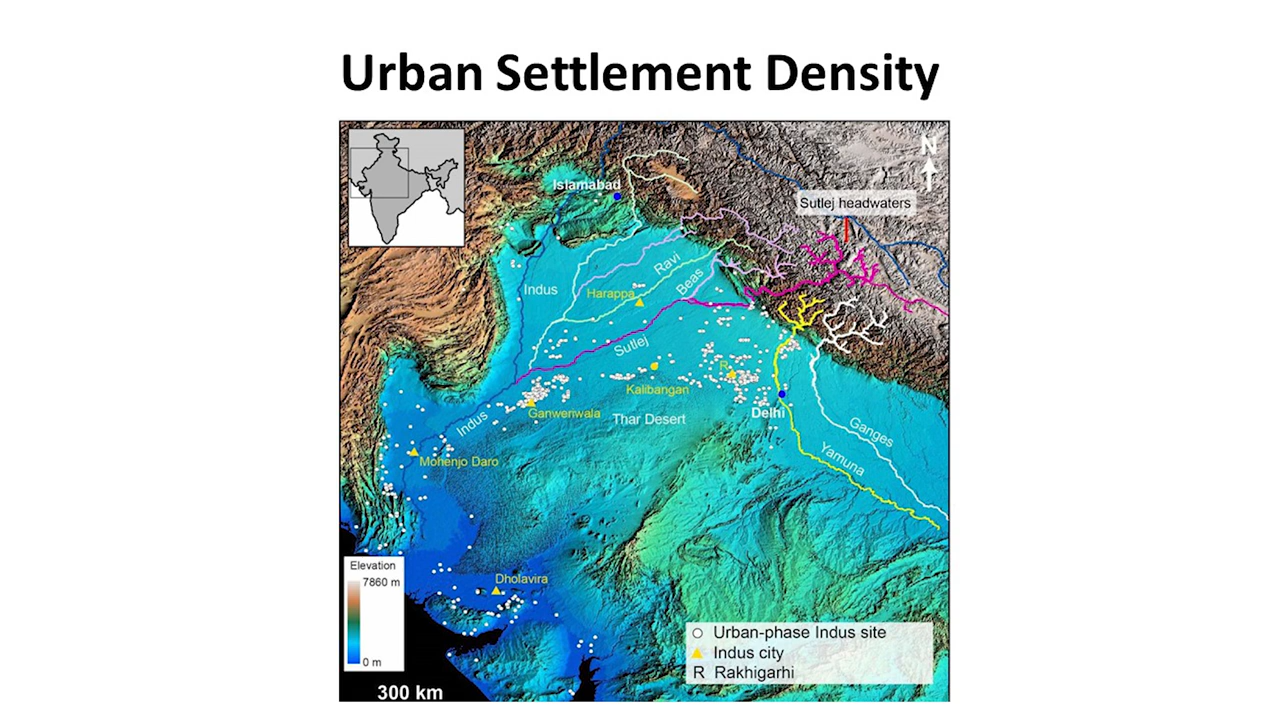 Urban Settlement Density
N
Islamabad
Sutlej headwaters
Indus
Ravi
Harappa
Beas
Sutlej
R
Kalibangan
Ganweriwala
Delhi
Thar Desert
Indus
Ganges
Mohenjo Daro
Yamuna
Elevation
7860 m
0 m
Dholavira
Urban-phase Indus site
Indus city
R Rakhigarhi
300 km